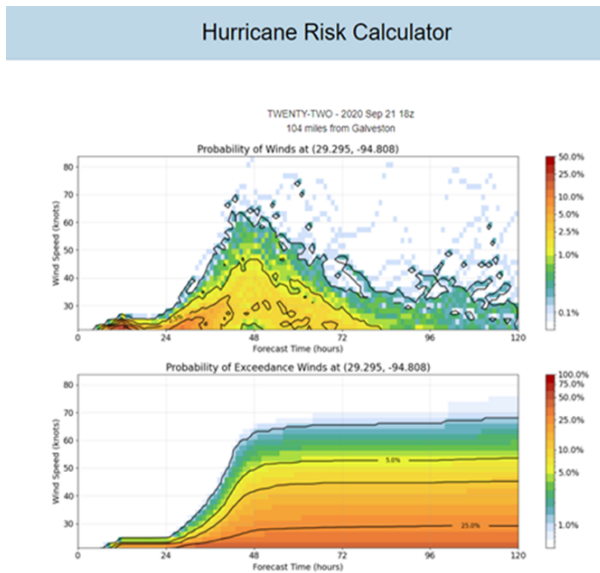 Hurricane Risk Calculator
TWENTY-TWO - 2020 Sep 21 18z
104 miles from Galveston
Probability of Winds at (29.295, -94.808)
80
70
60
50
40
30
Wind Speed (knots)
0 24 48 72 96 120
Forecast Time (hours)
50.0%
25.0%
10.0%
5.0%
2.5%
1.0%
0.1%
Probability of Exceedance Winds at (29.295, -94.808)
80
70
60
50
40
30
Wind Speed (knots)
5.0%
25.0%
0 24 48 72 96 120
Forecast Time (hours)
100.0%
75.0%
50.0%
25.0%
10.0%
5.0%
1.0%